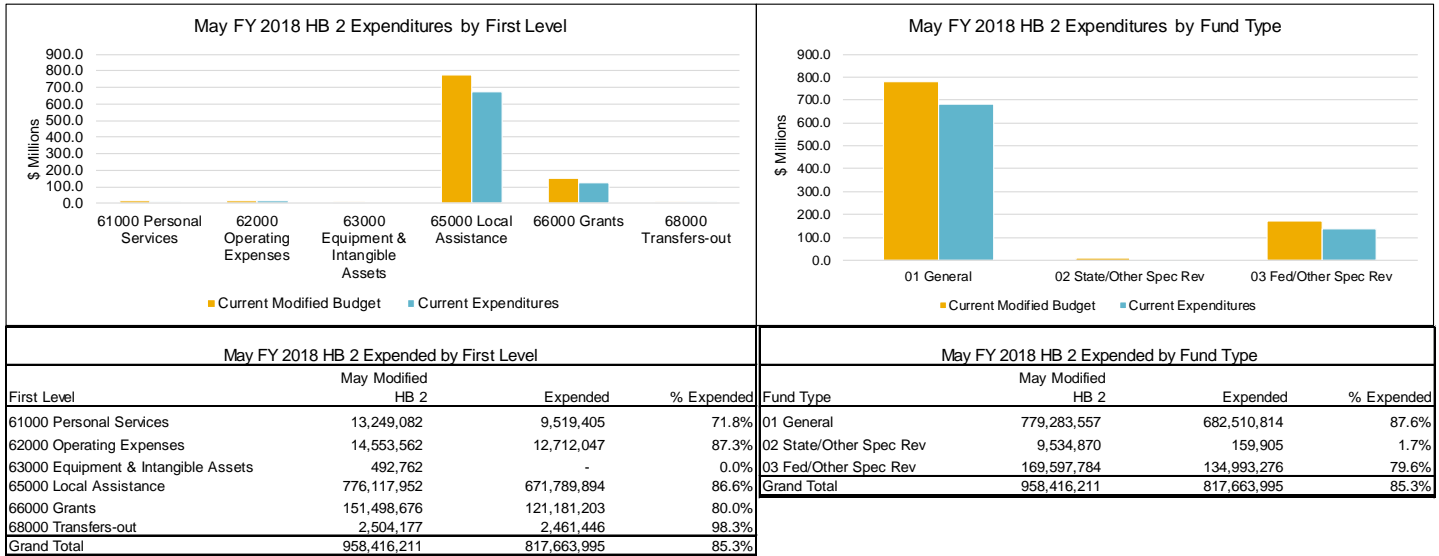 May FY 2018 HB 2 Expenditures by First Level
$ Millions
900.0
800.0
700.0
600.0
500.0
400.0
300.0
200.0
100.0
0.0
61000 Personal Services
62000 Operating Expenses
63000 Equipment & Intangible Assets
65000 Local Assistance
66000 Grants
68000 Transfers-out
Current Modified Budget Current Expenditures
May FY 2018 HB 2 Expenditures by Fund Type
$ Millions
900.0
800.0
700.0
600.0
500.0
400.0
300.0
200.0
100.0
0.0
01 General 02 State/Other Spec Rev 03 Fed/Other Spec Rev
Current Modified Budget Current Expenditures
May FY 2018 HB 2 Expended by First Level
May Modified
First Level HB 2 Expended % Expended
61000 Personal Services 13,249,082 9,519,405 71.8%
62000 Operating Expenses 14,553,562 12,712,047 87.3%
63000 Equipment & Intangible Assets 492,762 - 0.0%
65000 Local Assistance 776,117,952 671,789,894 86.6%
66000 Grants 151,498,676 121,181,203 80.0%
68000 Transfers-out 2,504,177 2,461,446 98.3%
Grand Total 958,416,211 817,663,995 85.3%
May FY 2018 HB 2 Expended by Fund Type
May Modified
Fund Type HB 2 Expended % Expended
01 General 779,283,557 682,510,814 87.6%
02 State/Other Spec Rev 9,534,870 159,905 1.7%
03 Fed/Other Spec Rev 169,597,784 134,993,276 79.6%
Grand Total 958,416,211 817,663,995 85.3%